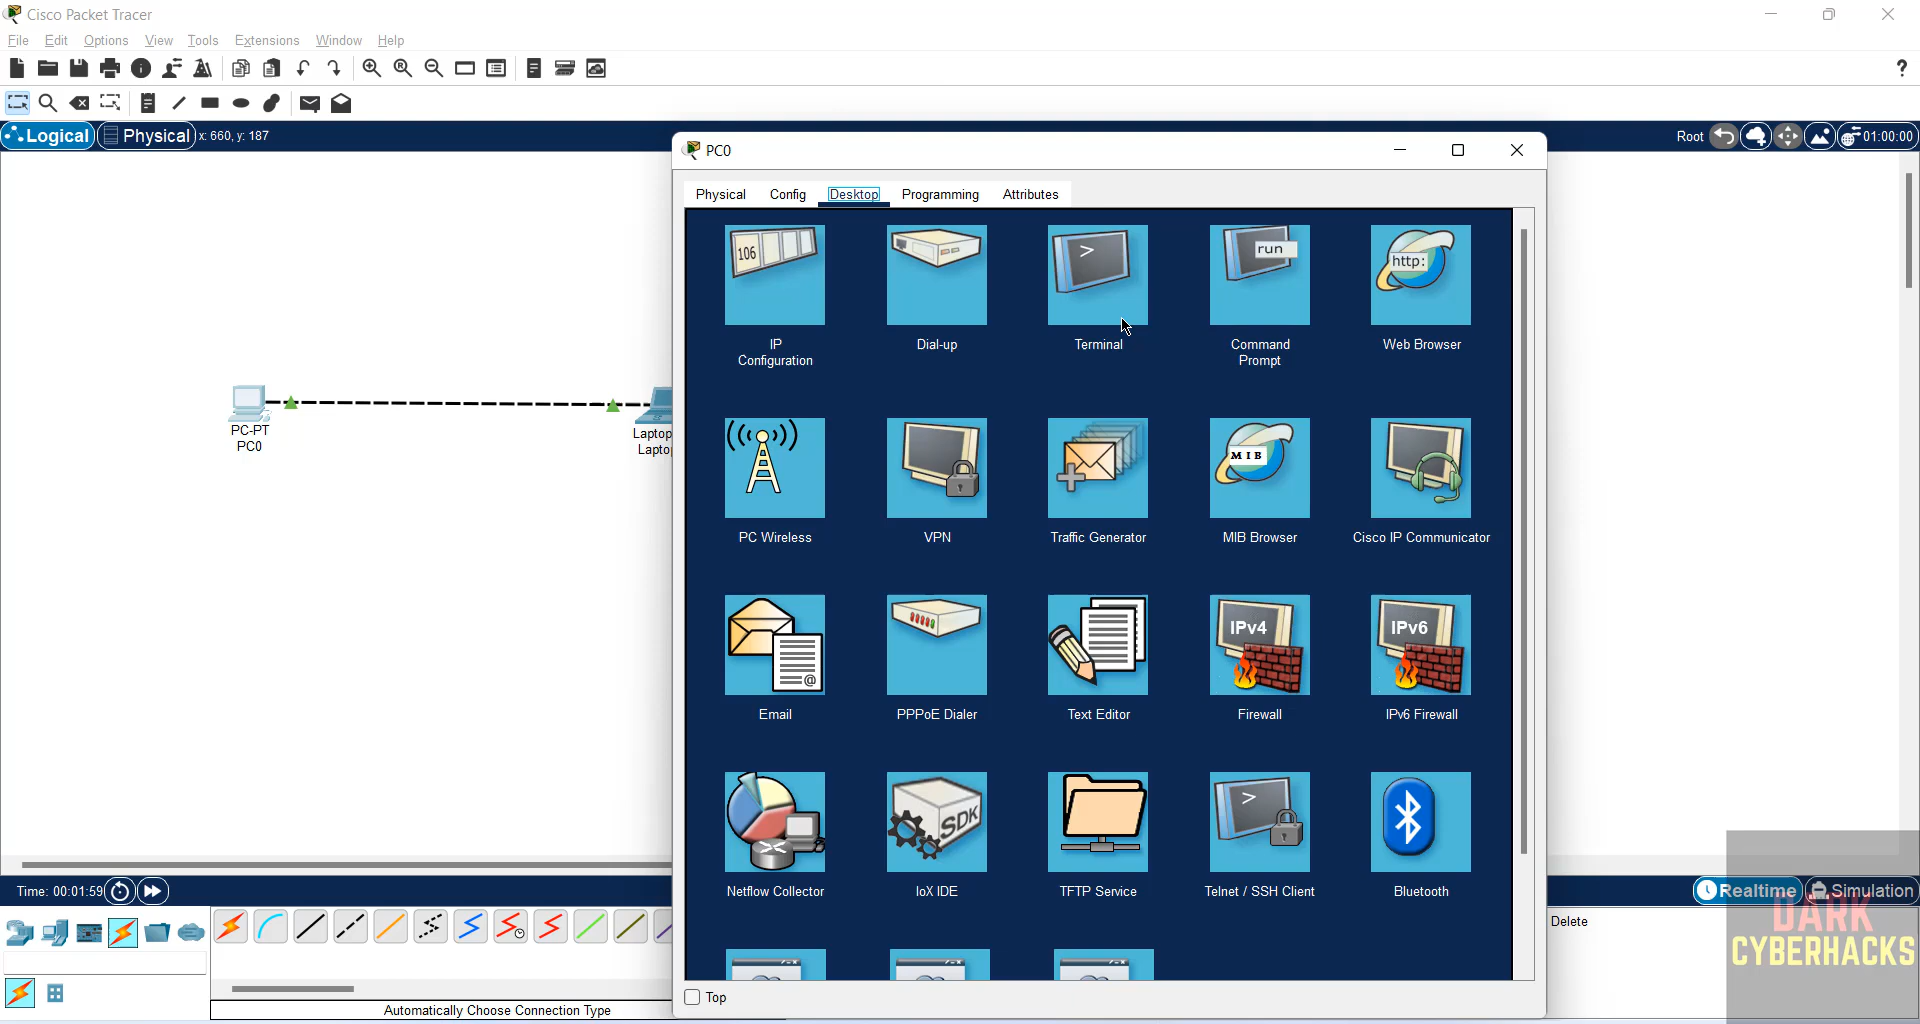 Cisco Packet Tracer
File Edit Options View Tools Extensions Window Help
?
Logical Physical x: 660, y: 187
Root 01:00:00
PC0
Physical Config Desktop Programming Attributes
106
>
run
http:
IP
Configuration
Dial-up
Terminal
Command
Prompt
Web Browser
PC-PT
PC0
Laptop
Laptop
MIB
PC Wireless
VPN
Traffic Generator
MIB Browser
Cisco IP Communicator
@
IPv4
IPv6
Email
PPPoE Dialer
Text Editor
Firewall
IPv6 Firewall
SDK
>
Netflow Collector
IoX IDE
TFTP Service
Telnet / SSH Client
Bluetooth
Time: 00:01:59
Realtime Simulation
Delete
Top
Automatically Choose Connection Type
DARK
CYBERHACKS